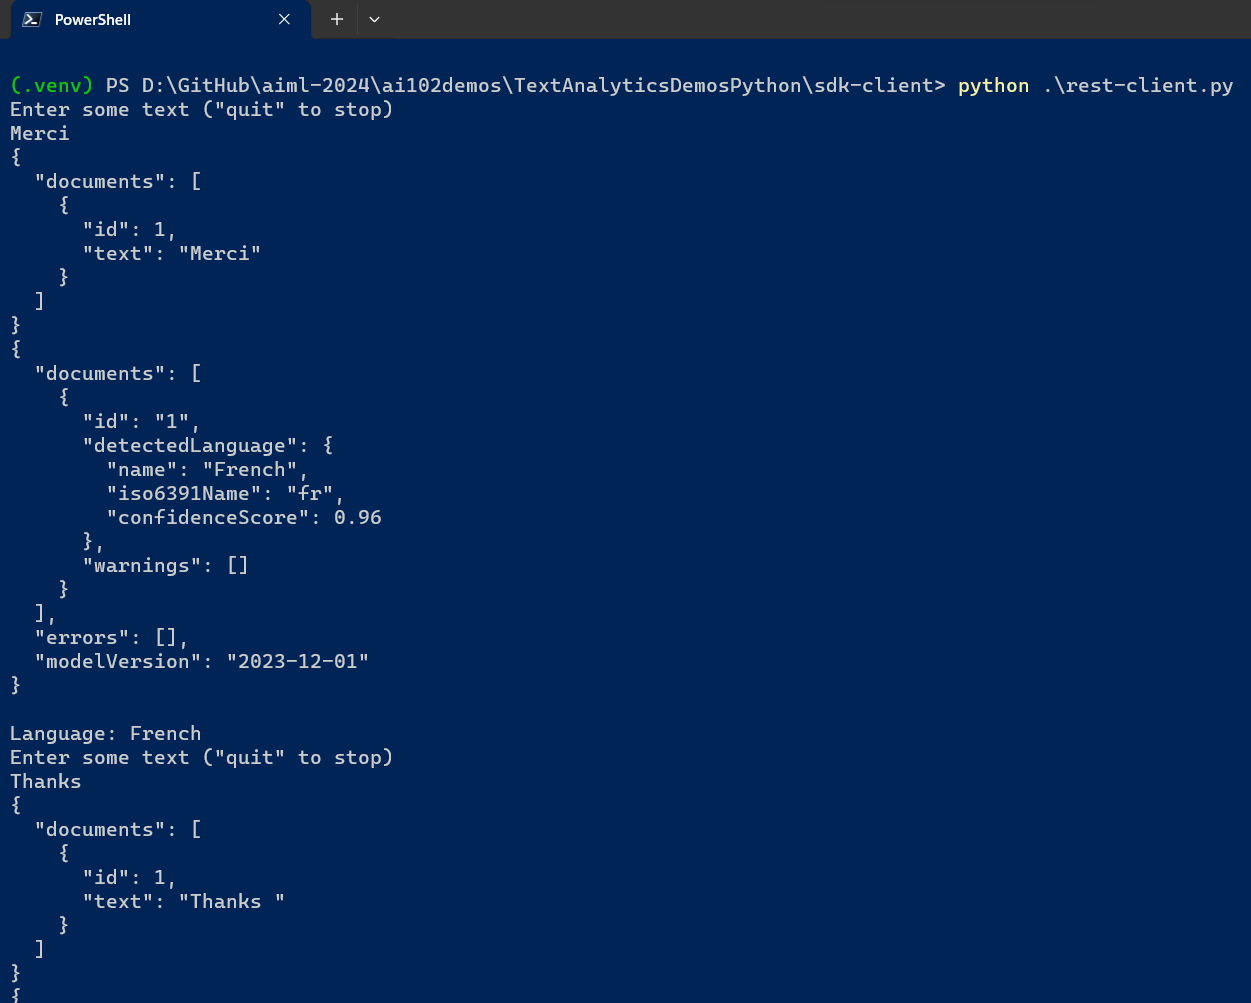 PowerShell
(.venv) PS D:\GitHub\aiml-2024\ai102demos\TextAnalyticsDemosPython\sdk-client> python .\rest-client.py
Enter some text ("quit" to stop)
Merci
{
  "documents": [
    {
      "id": 1,
      "text": "Merci"
    }
  ]
}
{
  "documents": [
    {
      "id": "1",
      "detectedLanguage": {
        "name": "French",
        "iso6391Name": "fr",
        "confidenceScore": 0.96
      },
      "warnings": []
    }
  ],
  "errors": [],
  "modelVersion": "2023-12-01"
}

Language: French
Enter some text ("quit" to stop)
Thanks
{
  "documents": [
    {
      "id": 1,
      "text": "Thanks "
    }
  ]
}
{